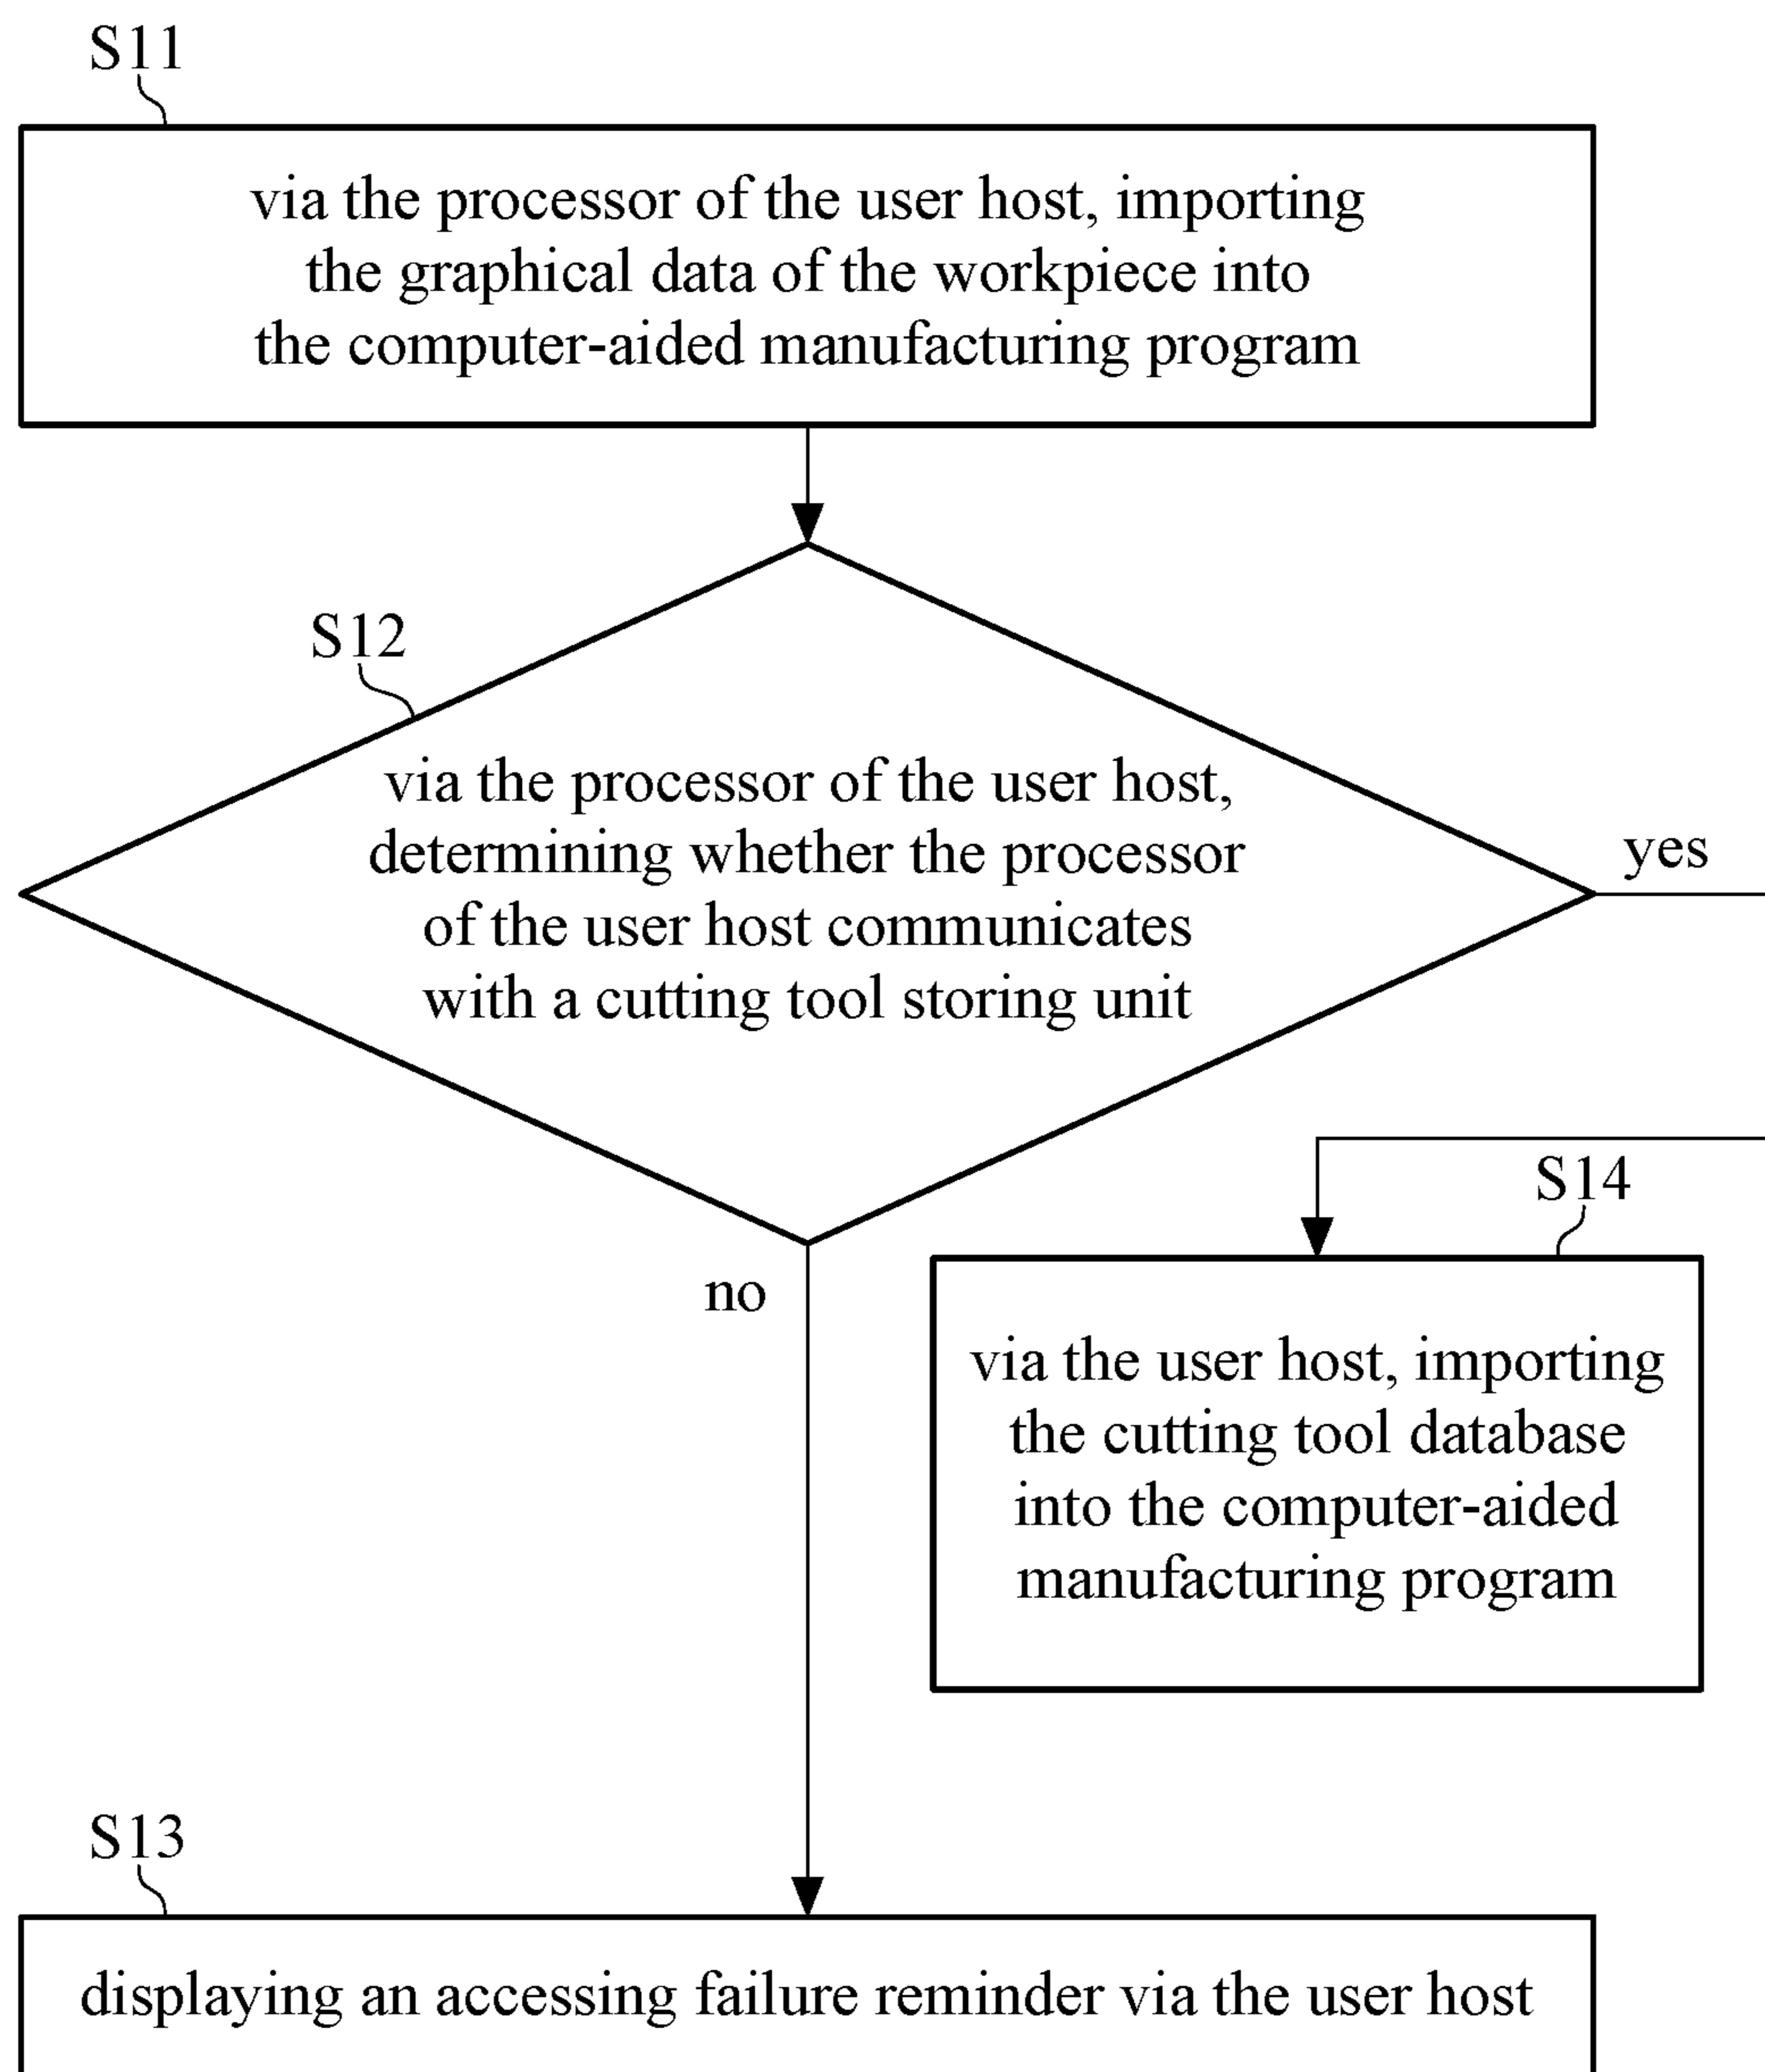 S11
via the processor of the user host, importing
the graphical data of the workpiece into
the computer-aided manufacturing program
S12
via the processor of the user host,
determining whether the processor
of the user host communicates
with a cutting tool storing unit
yes
no
S14
via the user host, importing
the cutting tool database
into the computer-aided
manufacturing program
S13
displaying an accessing failure reminder via the user host